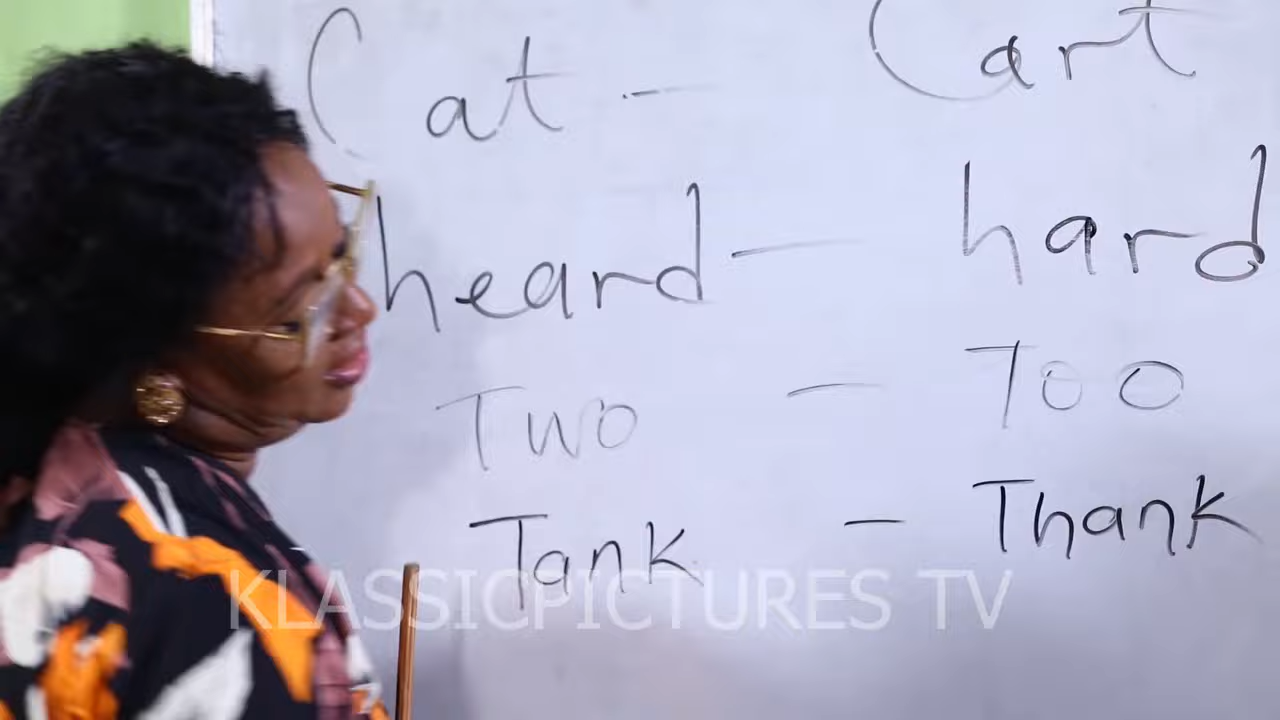 Cat - Cart
heard - hard
Two - Too
Tank - Thank
KLASSICPICTURES TV